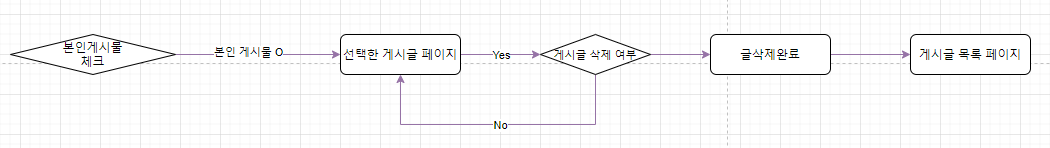 본인게시물
체크
본인 게시물 O
선택한 게시글 페이지
Yes
게시글 삭제 여부
글삭제완료
게시글 목록 페이지
No